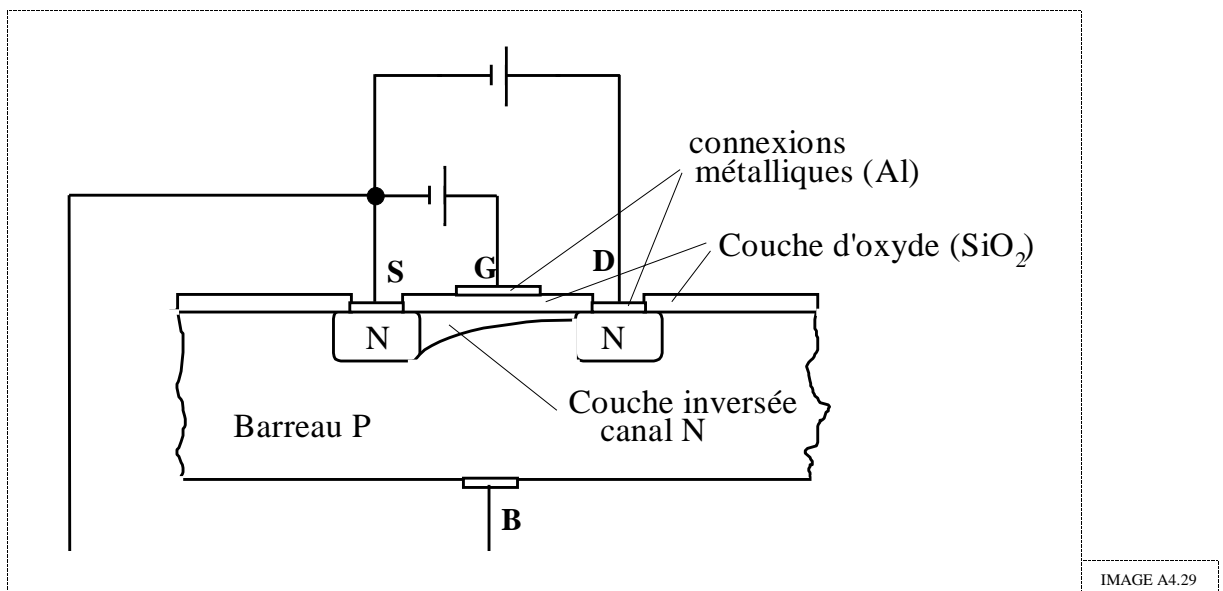 connexions
métalliques (Al)
Couche d'oxyde (SiO₂)
S
G
D
N
N
Couche inversée
canal N
Barreau P
B
IMAGE A4.29